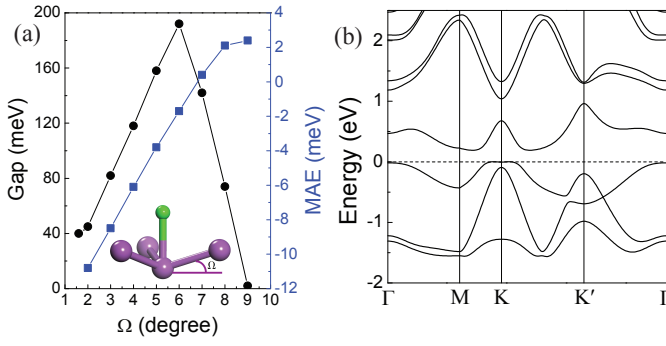 (a)
Gap (meV)
200
160
120
80
40
0
1 2 3 4 5 6 7 8 9 10
Ω (degree)
Ω
4
2
0
-2
-4
-6
-8
-10
-12
MAE (meV)
(b)
Energy (eV)
2
1
0
-1
-2
Γ M K K′ Γ